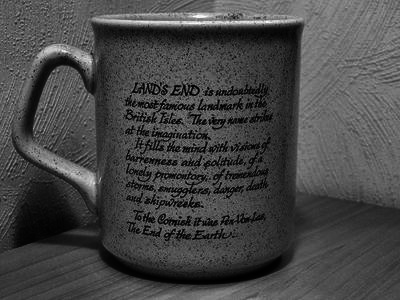 LAND'S END is undoubtedly
the most famous landmark in the
British Isles. The very name strikes
at the imagination.
It fills the mind with visions of
barrenness and solitude, of a
lonely promontory, of tremendous
storms, smugglers, danger, death
and shipwrecks.
To the Cornish it was Pen-Von-Las,
The End of the Earth...